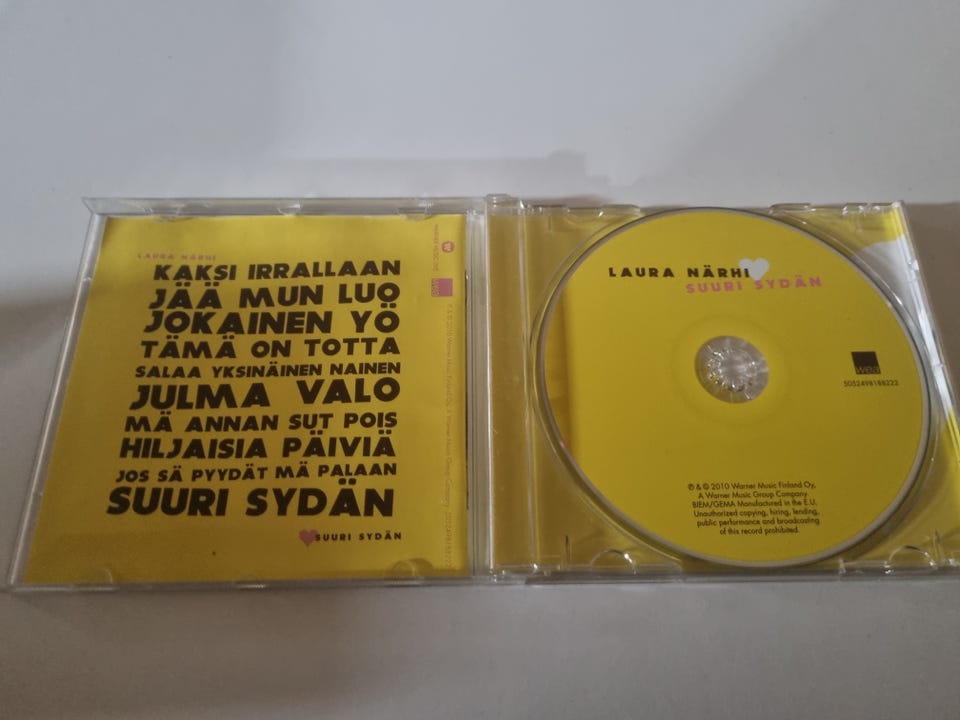 LAURA NÄRHI
KAKSI IRRALLAAN
JÄÄ MUN LUO
JOKAINEN YÖ
TÄMÄ ON TOTTA
SALAA YKSINÄINEN NAINEN
JULMA VALO
MÄ ANNAN SUT POIS
HILJAISIA PÄIVIÄ
JOS SÄ PYYDÄT MÄ PALAAN
SUURI SYDÄN
SUURI SYDÄN
LAURA NÄRHI
SUURI SYDÄN
5052498188222
℗ & © 2010 Warner Music Finland Oy,
A Warner Music Group Company.
BIEM/GEMA Manufactured in the E.U.
Unauthorized copying, hiring, lending,
public performance and broadcasting
of this record prohibited.